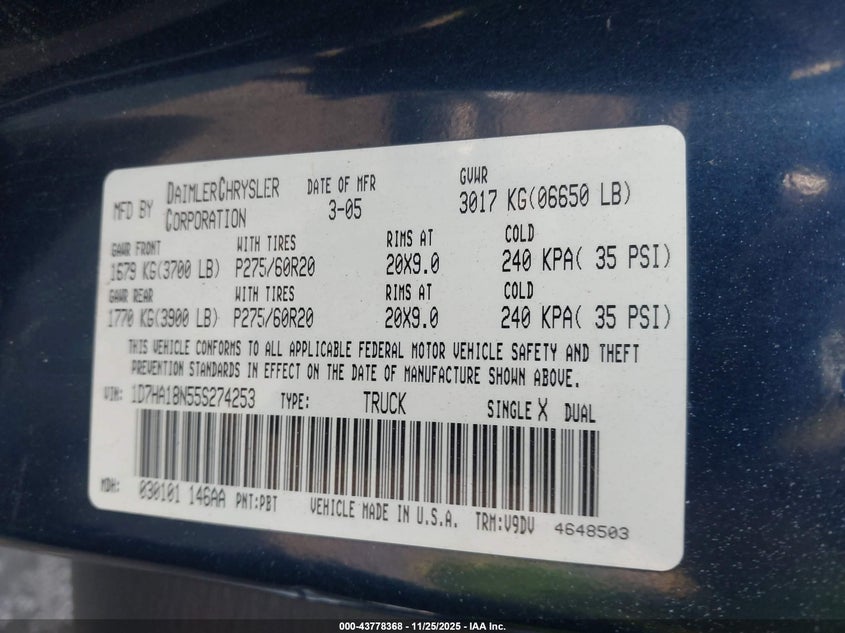 MFD BY DAIMLERCHRYSLER CORPORATION DATE OF MFR 3-05 GVWR 3017 KG(06650 LB)
GAWR FRONT WITH TIRES RIMS AT COLD
1679 KG(3700 LB) P275/60R20 20X9.0 240 KPA( 35 PSI)
GAWR REAR WITH TIRES RIMS AT COLD
1770 KG(3900 LB) P275/60R20 20X9.0 240 KPA( 35 PSI)
THIS VEHICLE CONFORMS TO ALL APPLICABLE FEDERAL MOTOR VEHICLE SAFETY AND THEFT
PREVENTION STANDARDS IN EFFECT ON THE DATE OF MANUFACTURE SHOWN ABOVE.
VIN: 1D7HA18N55S274253 TYPE: TRUCK SINGLE X DUAL
MDH: 030101 146AA PNT:PBT VEHICLE MADE IN U.S.A. TRM:V9DV 4648503
000-43778368 - 11/25/2025 - IAA Inc.